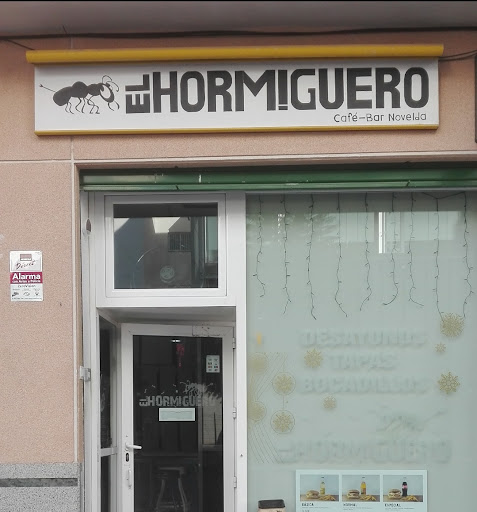 EL HORMIGUERO
Café-Bar Novelda
Alarma
DESAYUNOS
TAPAS
BOCADILLOS
EL HORMIGUERO
EL HORMIGUERO